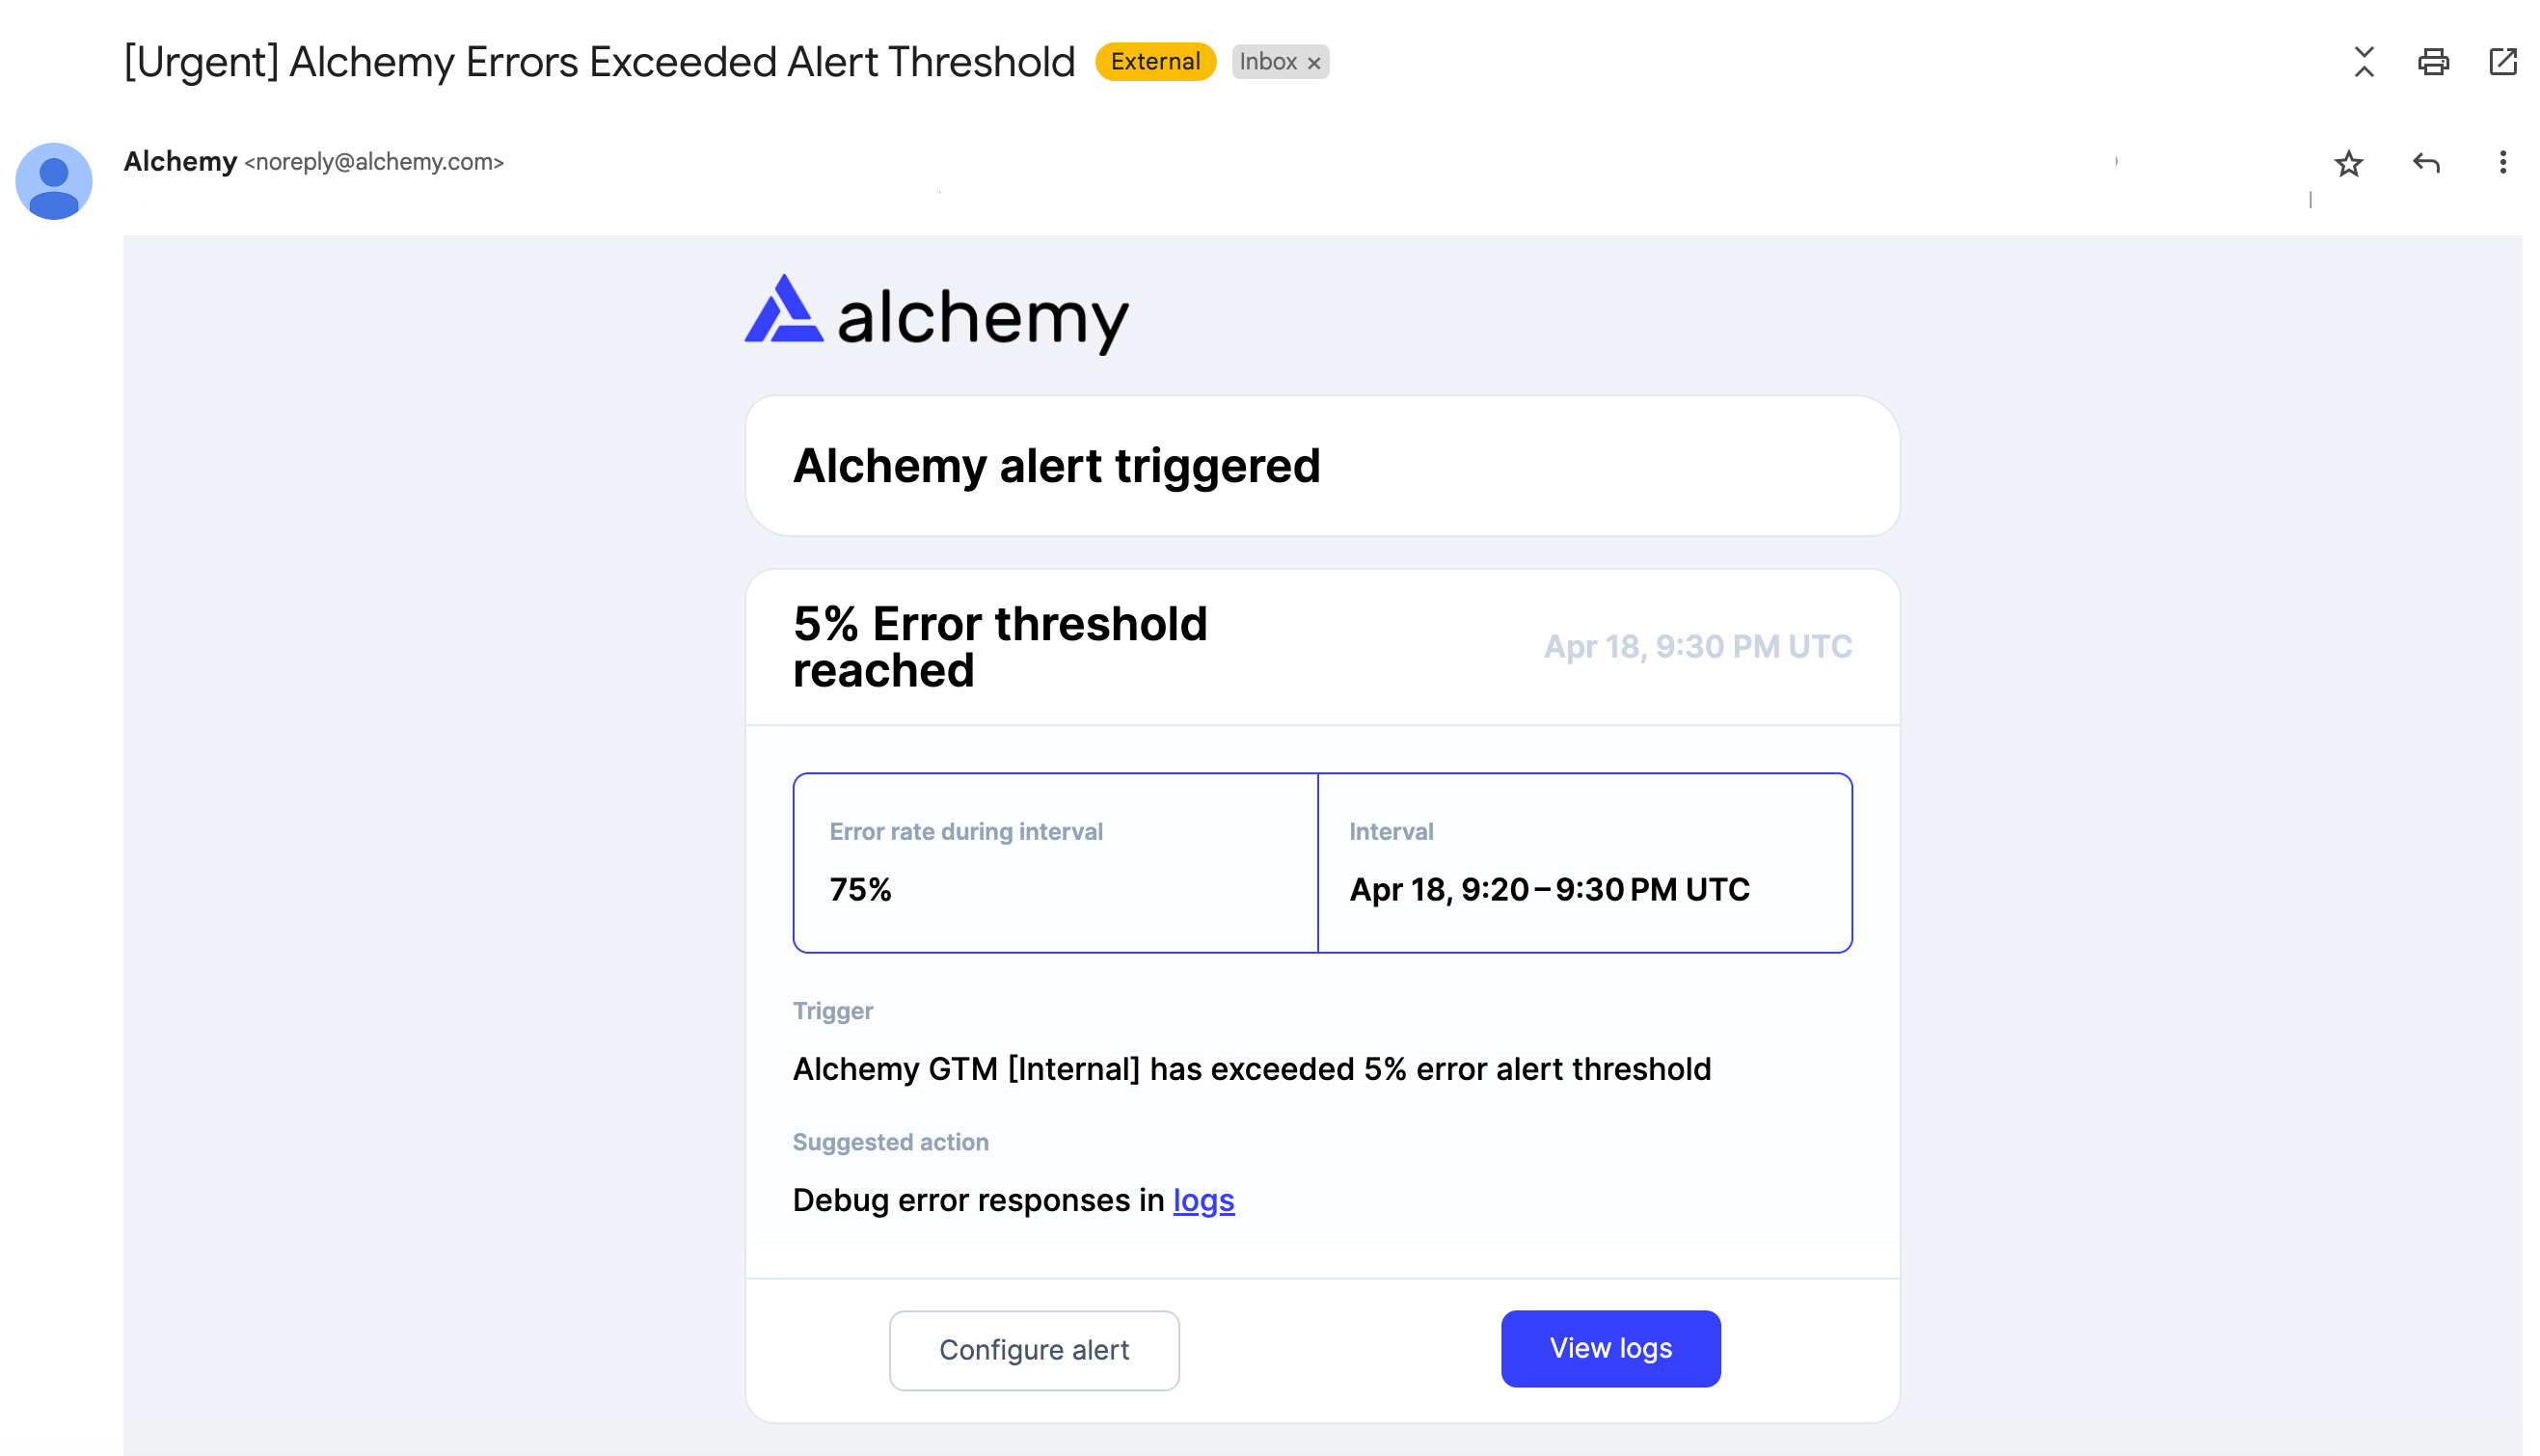 [Urgent] Alchemy Errors Exceeded Alert Threshold External Inbox ×
Alchemy <noreply@alchemy.com>
alchemy
Alchemy alert triggered
5% Error threshold
reached
Apr 18, 9:30 PM UTC
Error rate during interval
75%
Interval
Apr 18, 9:20 – 9:30 PM UTC
Trigger
Alchemy GTM [Internal] has exceeded 5% error alert threshold
Suggested action
Debug error responses in logs
Configure alert
View logs